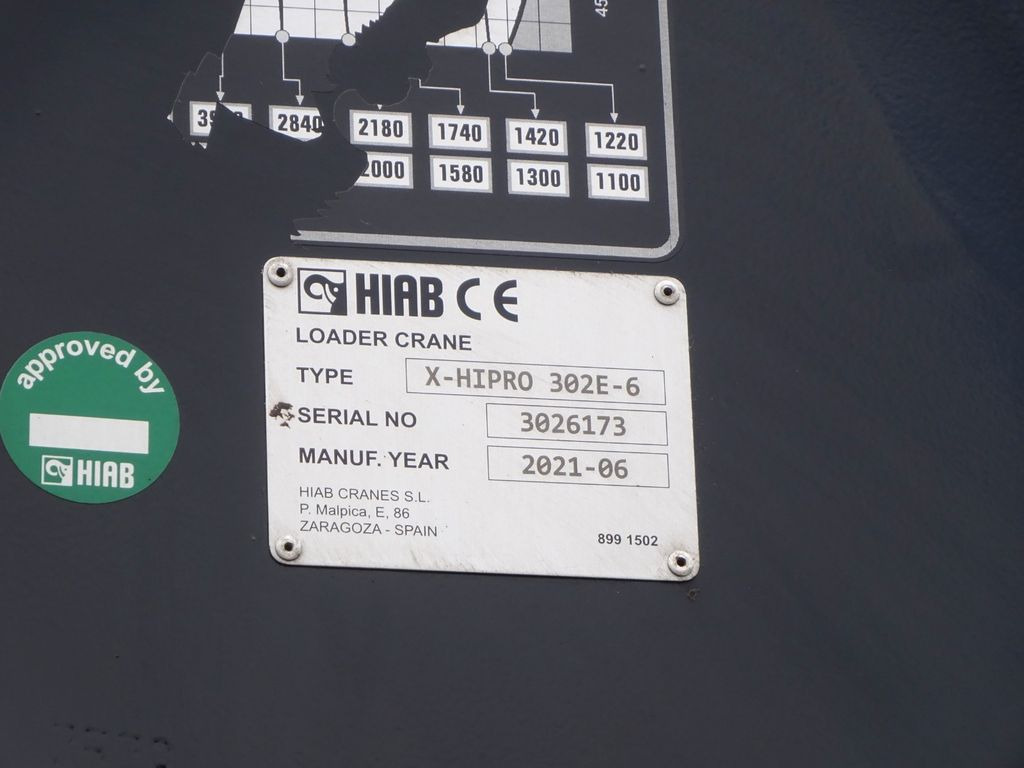 45
2840 2180 1740 1420 1220
1580 1300 1100
HIAB CE
LOADER CRANE
TYPE X-HIPRO 302E-6
SERIAL NO 3026173
MANUF. YEAR 2021-06
HIAB CRANES S.L.
P. Malpica, E, 86
ZARAGOZA - SPAIN
899 1502
approved by
HIAB